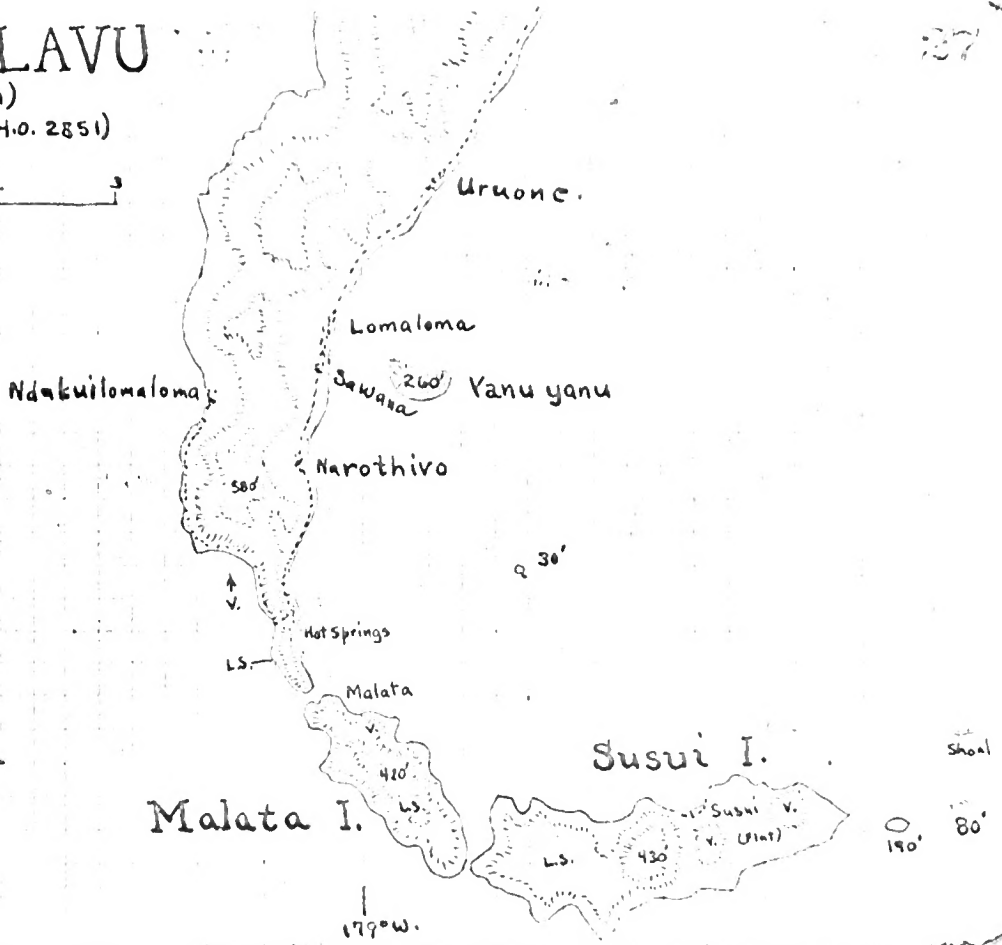 LAVU
H.O. 2851)
3
Uruone.
Lomaloma
Sawana
260'
Yanu yanu
Ndakuilomaloma
Narothivo
580'
30'
V.
Hot Springs
L.S.
Malata
V.
420'
L.S.
Malata I.
Susui I.
Shoal
Susui V.
V. (Flat)
L.S.
430'
190'
80'
179°W.